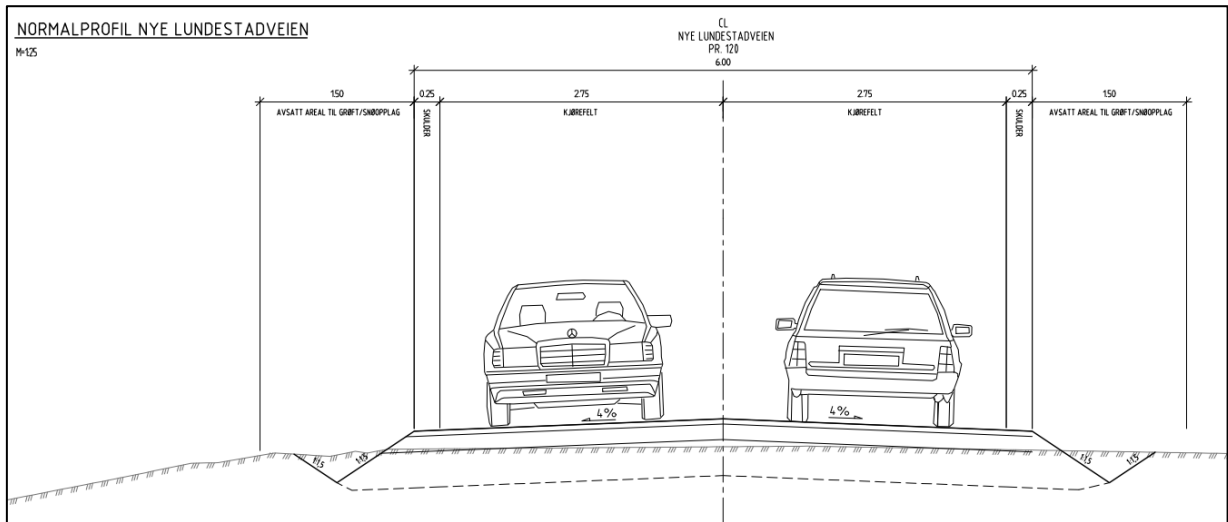 NORMALPROFIL NYE LUNDESTADVEIEN
M=1:25
CL
NYE LUNDESTADVEIEN
PR. 120
6.00
1.50
0.25
2.75
2.75
0.25
1.50
AVSATT AREAL TIL GRØFT/SNØOPPLAG
SKULDER
KJØREFELT
KJØREFELT
SKULDER
AVSATT AREAL TIL GRØFT/SNØOPPLAG
4%
4%
1:1,5
1:1,5
1:1,5
1:1,5